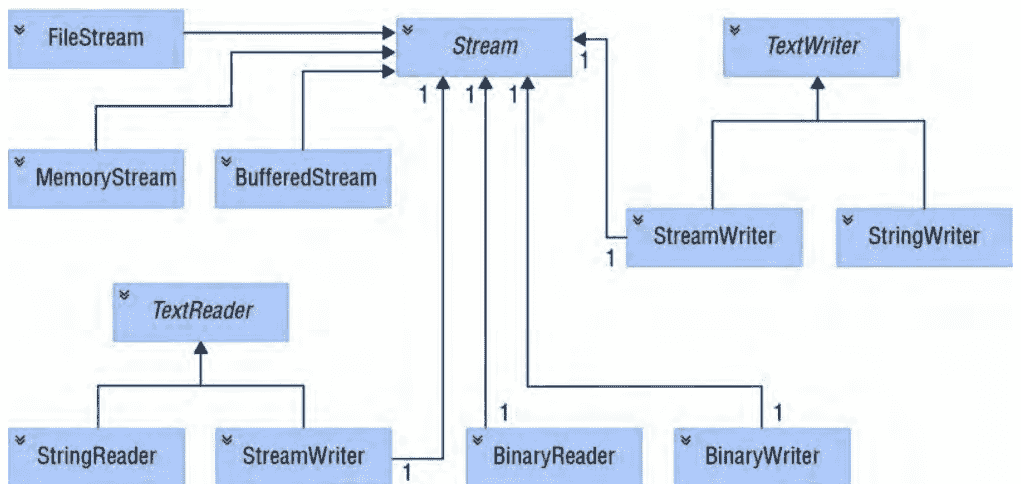 FileStream
Stream
TextWriter
1
1
1
1
MemoryStream
BufferedStream
StreamWriter
StringWriter
1
TextReader
1
1
StringReader
StreamWriter
BinaryReader
BinaryWriter
1